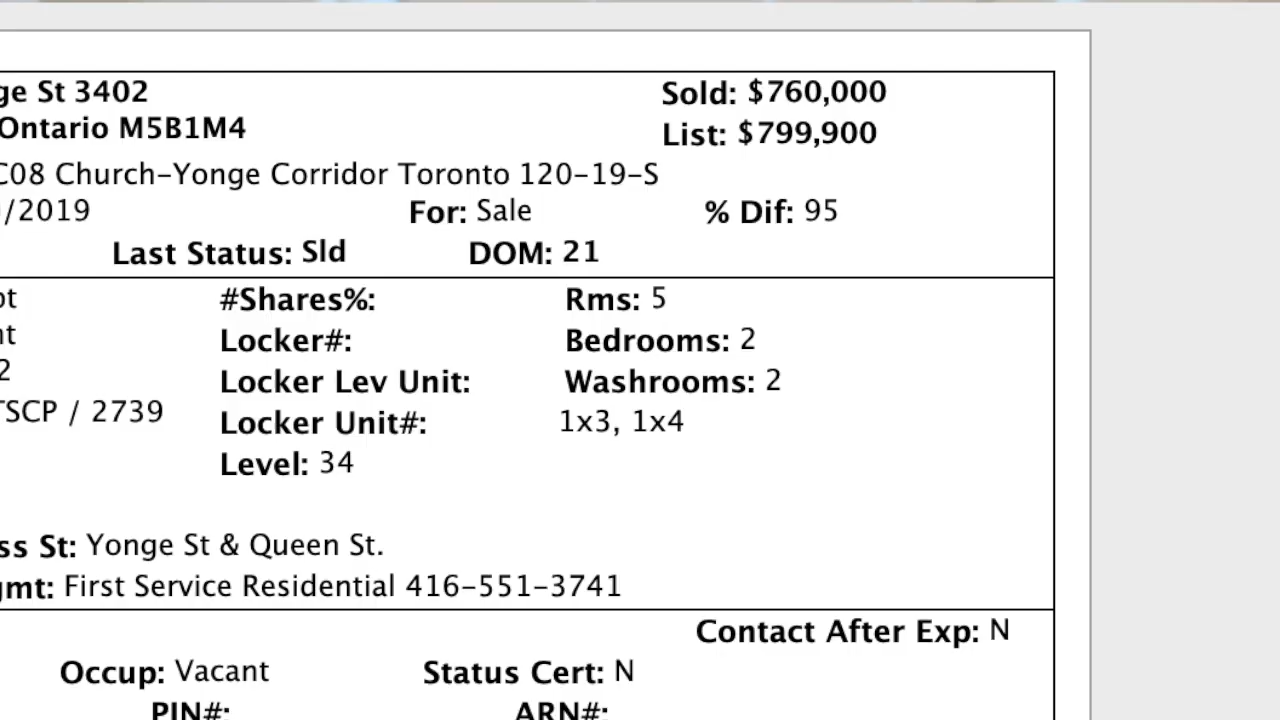 ge St 3402 Sold: $760,000
Ontario M5B1M4 List: $799,900
C08 Church-Yonge Corridor Toronto 120-19-S
/2019 For: Sale % Dif: 95
Last Status: Sld DOM: 21
pt #Shares%: Rms: 5
nt Locker#: Bedrooms: 2
2 Locker Lev Unit: Washrooms: 2
TSCP / 2739 Locker Unit#: 1x3, 1x4
Level: 34
ss St: Yonge St & Queen St.
gmt: First Service Residential 416-551-3741
Contact After Exp: N
Occup: Vacant Status Cert: N
PIN#: ARN#: